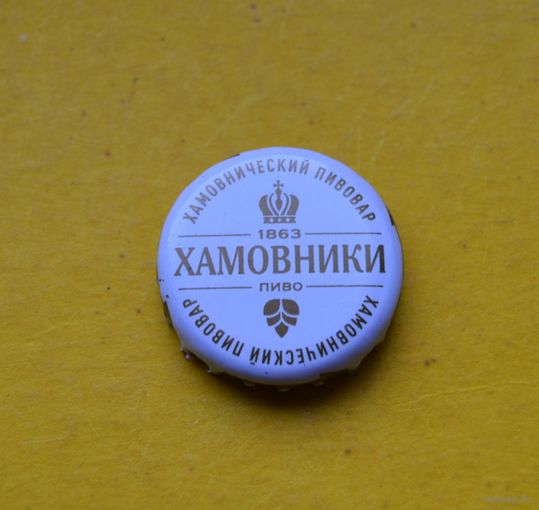 ХАМОВНИЧЕСКИЙ ПИВОВАР
1863
ХАМОВНИКИ
ПИВО
ХАМОВНИЧЕСКИЙ ПИВОВАР